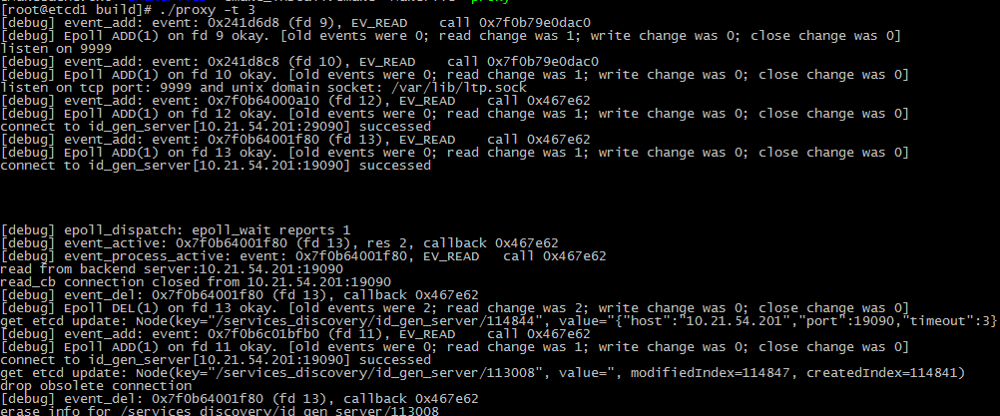 [root@etcd1 build]# ./proxy -t 3
[debug] event_add: event: 0x241d6d8 (fd 9), EV_READ    call 0x7f0b79e0dac0
[debug] Epoll ADD(1) on fd 9 okay. [old events were 0; read change was 1; write change was 0; close change was 0]
listen on 9999
[debug] event_add: event: 0x241d8c8 (fd 10), EV_READ    call 0x7f0b79e0dac0
[debug] Epoll ADD(1) on fd 10 okay. [old events were 0; read change was 1; write change was 0; close change was 0]
listen on tcp port: 9999 and unix domain socket: /var/lib/ltp.sock
[debug] event_add: event: 0x7f0b64000a10 (fd 12), EV_READ    call 0x467e62
[debug] Epoll ADD(1) on fd 12 okay. [old events were 0; read change was 1; write change was 0; close change was 0]
connect to id_gen_server[10.21.54.201:29090] successed
[debug] event_add: event: 0x7f0b64001f80 (fd 13), EV_READ    call 0x467e62
[debug] Epoll ADD(1) on fd 13 okay. [old events were 0; read change was 1; write change was 0; close change was 0]
connect to id_gen_server[10.21.54.201:19090] successed
[debug] epoll_dispatch: epoll_wait reports 1
[debug] event_active: 0x7f0b64001f80 (fd 13), res 2, callback 0x467e62
[debug] event_process_active: event: 0x7f0b64001f80, EV_READ   call 0x467e62
read from backend server:10.21.54.201:19090
read_cb connection closed from 10.21.54.201:19090
[debug] event_del: 0x7f0b64001f80 (fd 13), callback 0x467e62
[debug] Epoll DEL(1) on fd 13 okay. [old events were 2; read change was 2; write change was 0; close change was 0]
get etcd update: Node(key="/services_discovery/id_gen_server/114844", value="{"host":"10.21.54.201","port":19090,"timeout":3}
[debug] event_add: event: 0x7f0b6c01bfb0 (fd 11), EV_READ    call 0x467e62
[debug] Epoll ADD(1) on fd 11 okay. [old events were 0; read change was 1; write change was 0; close change was 0]
connect to id_gen_server[10.21.54.201:19090] successed
get etcd update: Node(key="/services_discovery/id_gen_server/113008", value=", modifiedIndex=114847, createdIndex=114841)
drop obsolete connection
[debug] event_del: 0x7f0b64001f80 (fd 13), callback 0x467e62
erase info for /services_discovery/id_gen_server/113008